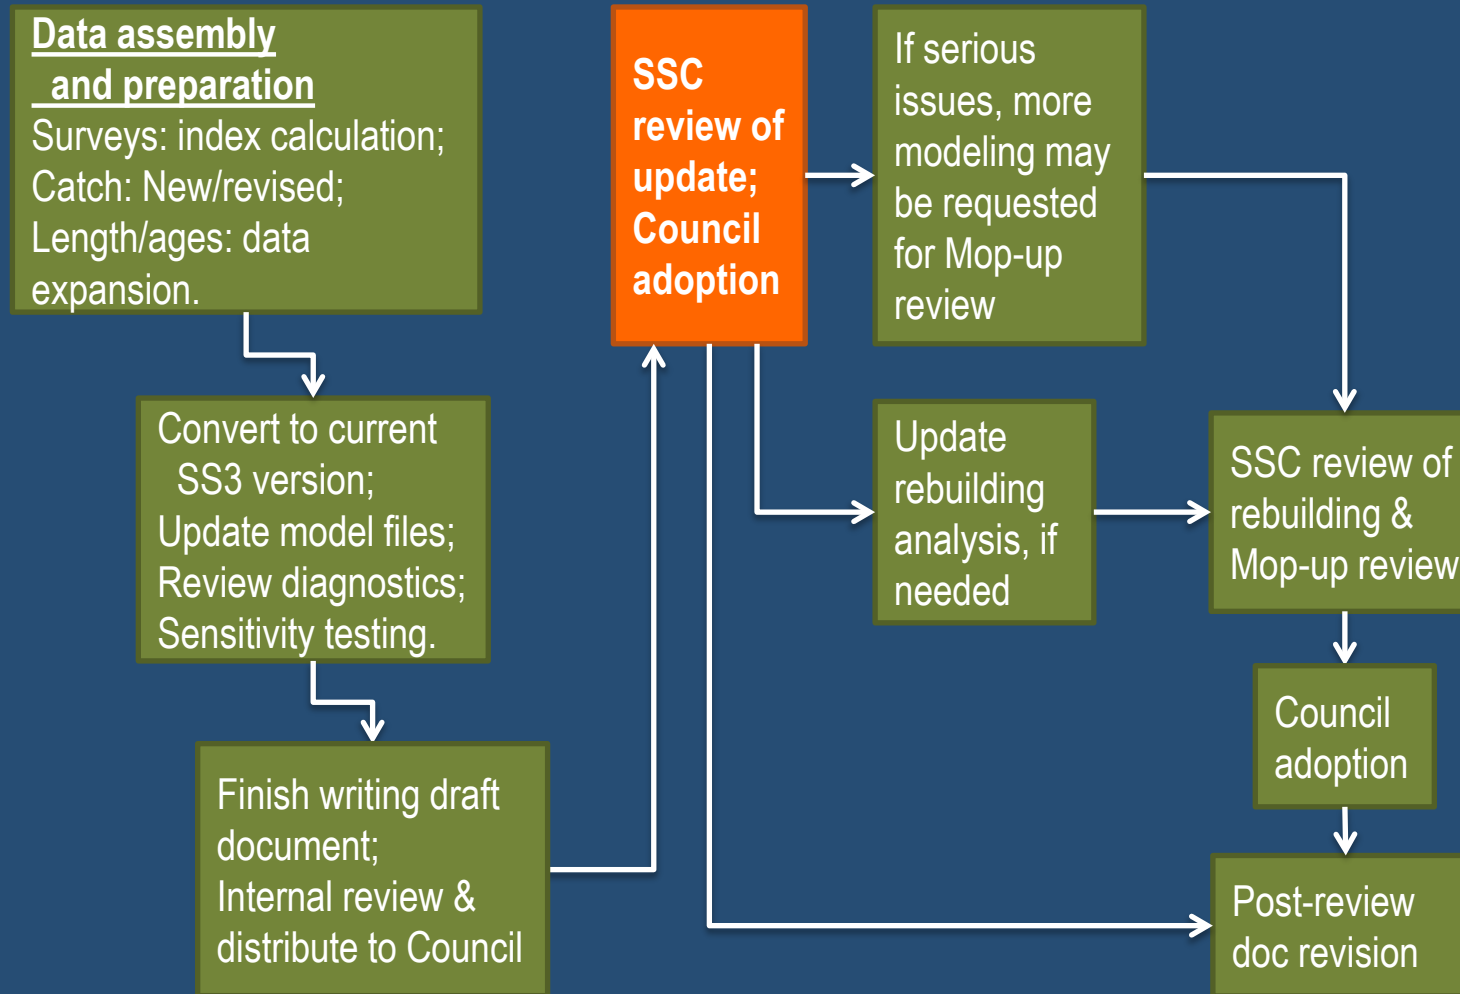 Data assembly
and preparation
Surveys: index calculation;
Catch: New/revised;
Length/ages: data
expansion.
Convert to current
SS3 version;
Update model files;
Review diagnostics;
Sensitivity testing.
Finish writing draft
document;
Internal review &
distribute to Council
SSC
review of
update;
Council
adoption
If serious
issues, more
modeling may
be requested
for Mop-up
review
Update
rebuilding
analysis, if
needed
SSC review of
rebuilding &
Mop-up review
Council
adoption
Post-review
doc revision